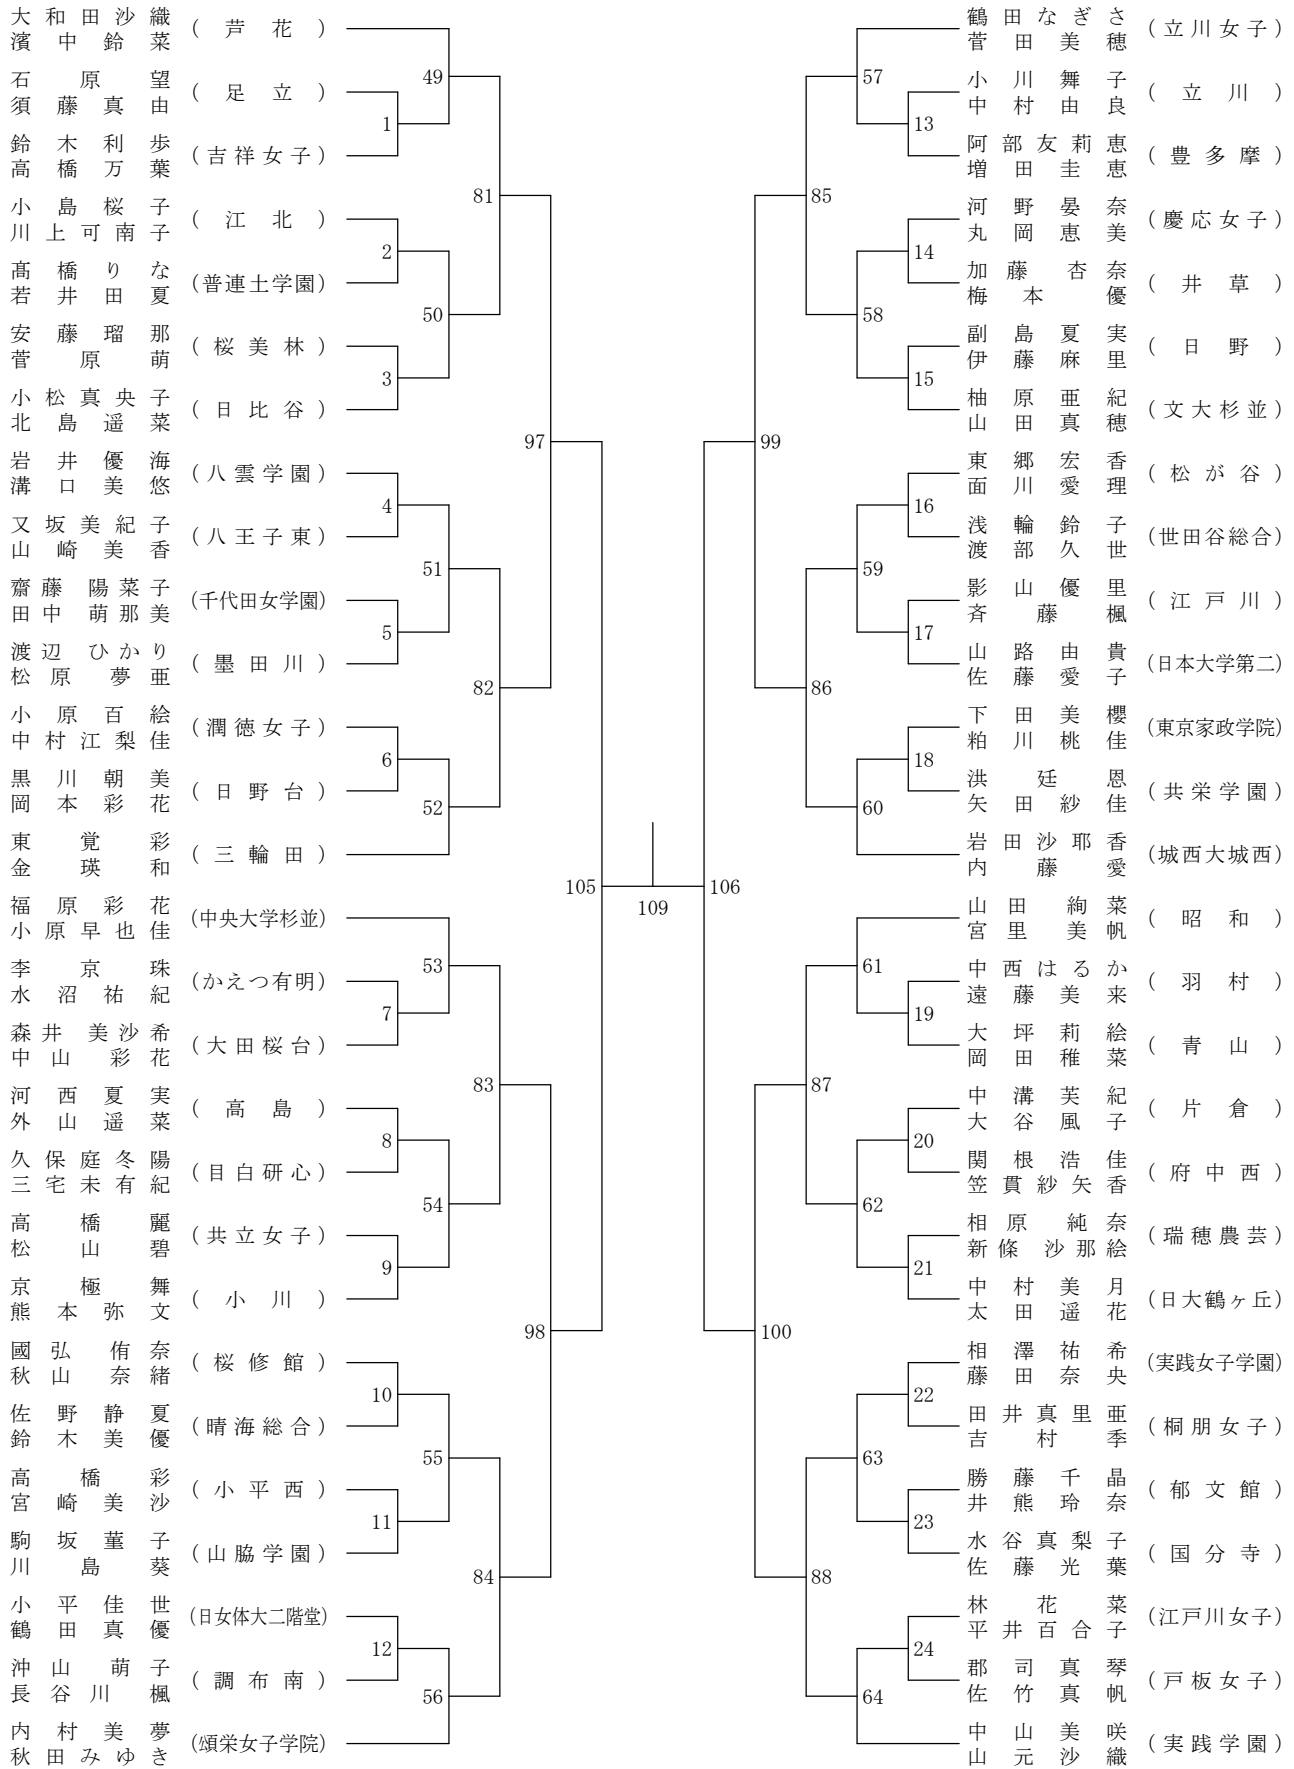 大和田沙織
濱中鈴菜
(芦花)
石原望
須藤真由
(足立)
鈴木利歩
高橋万葉
(吉祥女子)
小島桜子
川上可南子
(江北)
髙橋りな
若井田夏
(普連土学園)
安藤瑠那
菅原萌
(桜美林)
小松真央子
北島遥菜
(日比谷)
岩井優海
溝口美悠
(八雲学園)
又坂美紀子
山崎美香
(八王子東)
齋藤陽菜子
田中萌那美
(千代田女学園)
渡辺ひかり
松原夢亜
(墨田川)
小原百絵
中村江梨佳
(潤徳女子)
黒川朝美
岡本彩花
(日野台)
東覚彩
金瑛和
(三輪田)
福原彩花
小原早也佳
(中央大学杉並)
李京珠
水沼祐紀
(かえつ有明)
森井美沙希
中山彩花
(大田桜台)
河西夏実
外山遥菜
(高島)
久保庭冬陽
三宅未有紀
(目白研心)
高橋麗
松山碧
(共立女子)
京極舞
熊本弥文
(小川)
國弘侑奈
秋山奈緒
(桜修館)
佐野静夏
鈴木美優
(晴海総合)
高橋彩
宮崎美沙
(小平西)
駒坂菫子
川島葵
(山脇学園)
小平佳世
鶴田真優
(日女体大二階堂)
沖山萌子
長谷川楓
(調布南)
内村美夢
秋田みゆき
(頌栄女子学院)
1
2
3
4
5
6
7
8
9
10
11
12
49
50
51
52
53
54
55
56
81
82
83
84
97
98
105
109
106
99
100
85
86
87
88
57
58
59
60
61
62
63
64
13
14
15
16
17
18
19
20
21
22
23
24
鶴田なぎさ
菅田美穂
(立川女子)
小川舞子
中村由良
(立川)
阿部友莉恵
増田圭恵
(豊多摩)
河野晏奈
丸岡恵美
(慶応女子)
加藤杏奈
梅本優
(井草)
副島夏実
伊藤麻里
(日野)
柚原亜紀
山田真穂
(文大杉並)
東郷宏香
面川愛理
(松が谷)
浅輪鈴子
渡部久世
(世田谷総合)
影山優里
斉藤楓
(江戸川)
山路由貴
佐藤愛子
(日本大学第二)
下田美櫻
粕川桃佳
(東京家政学院)
洪廷恩
矢田紗佳
(共栄学園)
岩田沙耶香
内藤愛
(城西大城西)
山田絢菜
宮里美帆
(昭和)
中西はるか
遠藤美来
(羽村)
大坪莉絵
岡田稚菜
(青山)
中溝芙紀
大谷風子
(片倉)
関根浩佳
笠貫紗矢香
(府中西)
相原純奈
新條沙那絵
(瑞穂農芸)
中村美月
太田遥花
(日大鶴ヶ丘)
相澤祐希
藤田奈央
(実践女子学園)
田井真里亜
吉村季
(桐朋女子)
勝藤千晶
井熊玲奈
(郁文館)
水谷真梨子
佐藤光葉
(国分寺)
林花菜
平井百合子
(江戸川女子)
郡司真琴
佐竹真帆
(戸板女子)
中山美咲
山元沙織
(実践学園)